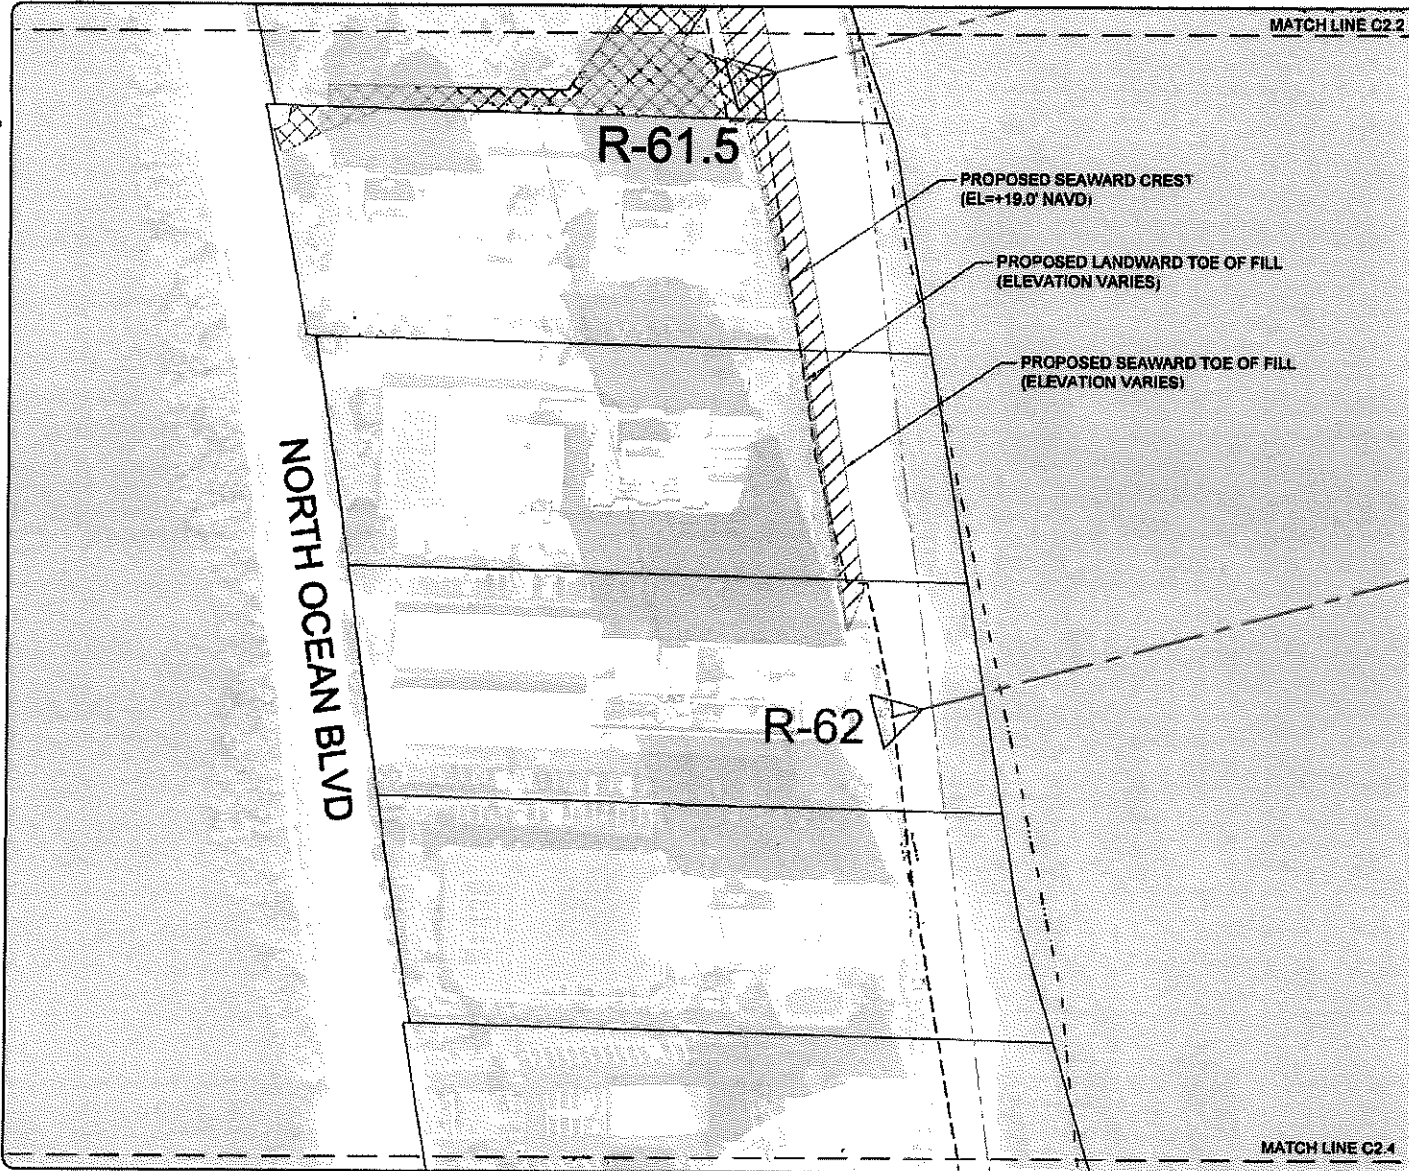 MATCH LINE C2.2
R-61.5
PROPOSED SEAWARD CREST
(EL=+19.0' NAVD)
PROPOSED LANDWARD TOE OF FILL
(ELEVATION VARIES)
PROPOSED SEAWARD TOE OF FILL
(ELEVATION VARIES)
NORTH OCEAN BLVD
R-62
MATCH LINE C2.4